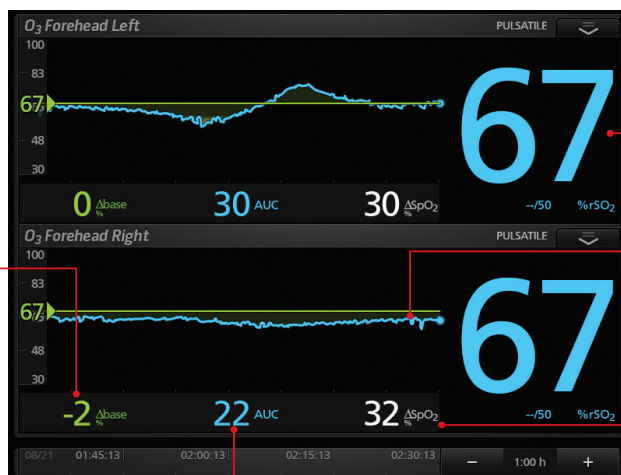 O₃ Forehead Left PULSATILE
100
83
67
48
30
67
0 Δbase % 30 AUC 30 ΔSpO₂ % --/50 %rSO₂
O₃ Forehead Right PULSATILE
100
83
67
48
30
67
-2 Δbase % 22 AUC 32 ΔSpO₂ % --/50 %rSO₂
08/21 01:45:13 02:00:13 02:15:13 02:30:13 − 1:00 h +